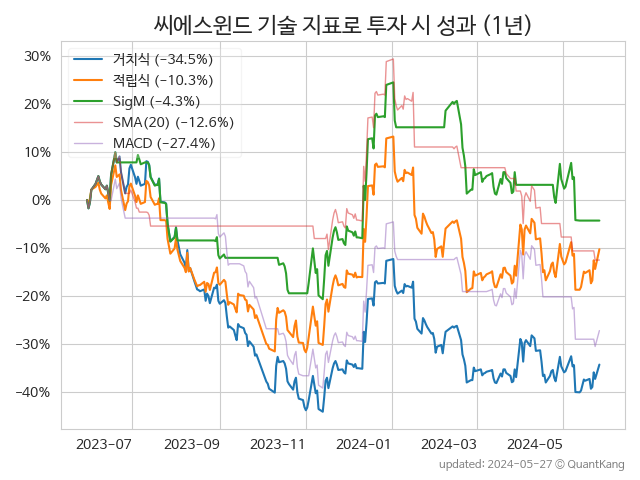 씨에스윈드 기술 지표로 투자 시 성과 (1년)
거치식 (−34.5%)
적립식 (−10.3%)
SigM (−4.3%)
SMA(20) (−12.6%)
MACD (−27.4%)
30%
20%
10%
0%
−10%
−20%
−30%
−40%
2023−07 2023−09 2023−11 2024−01 2024−03 2024−05
updated: 2024−05−27 © QuantKang